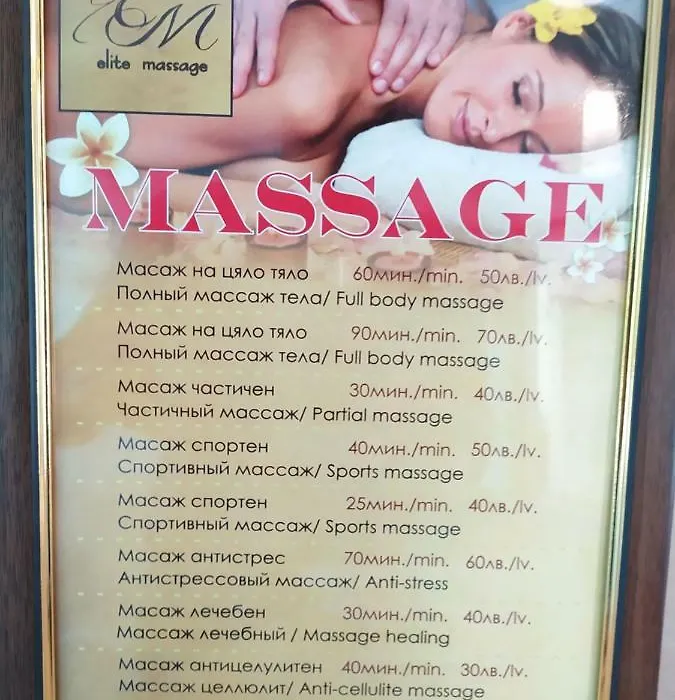 elite massage
MASSAGE
Масаж на цяло тяло 60мин./min. 50лв./lv.
Полный массаж тела/ Full body massage
Масаж на цяло тяло 90мин./min. 70лв./lv.
Полный массаж тела/ Full body massage
Масаж частичен 30мин./min. 40лв./lv.
Частичный массаж/ Partial massage
Масаж спортен 40мин./min. 50лв./lv.
Спортивный массаж/ Sports massage
Масаж спортен 25мин./min. 40лв./lv.
Спортивный массаж/ Sports massage
Масаж антистрес 70мин./min. 60лв./lv.
Антистрессовый массаж/ Anti-stress
Масаж лечебен 30мин./min. 40лв./lv.
Массаж лечебный / Massage healing
Масаж антицелулитен 40мин./min. 30лв./lv.
Массаж целлюлит/ Anti-cellulite massage